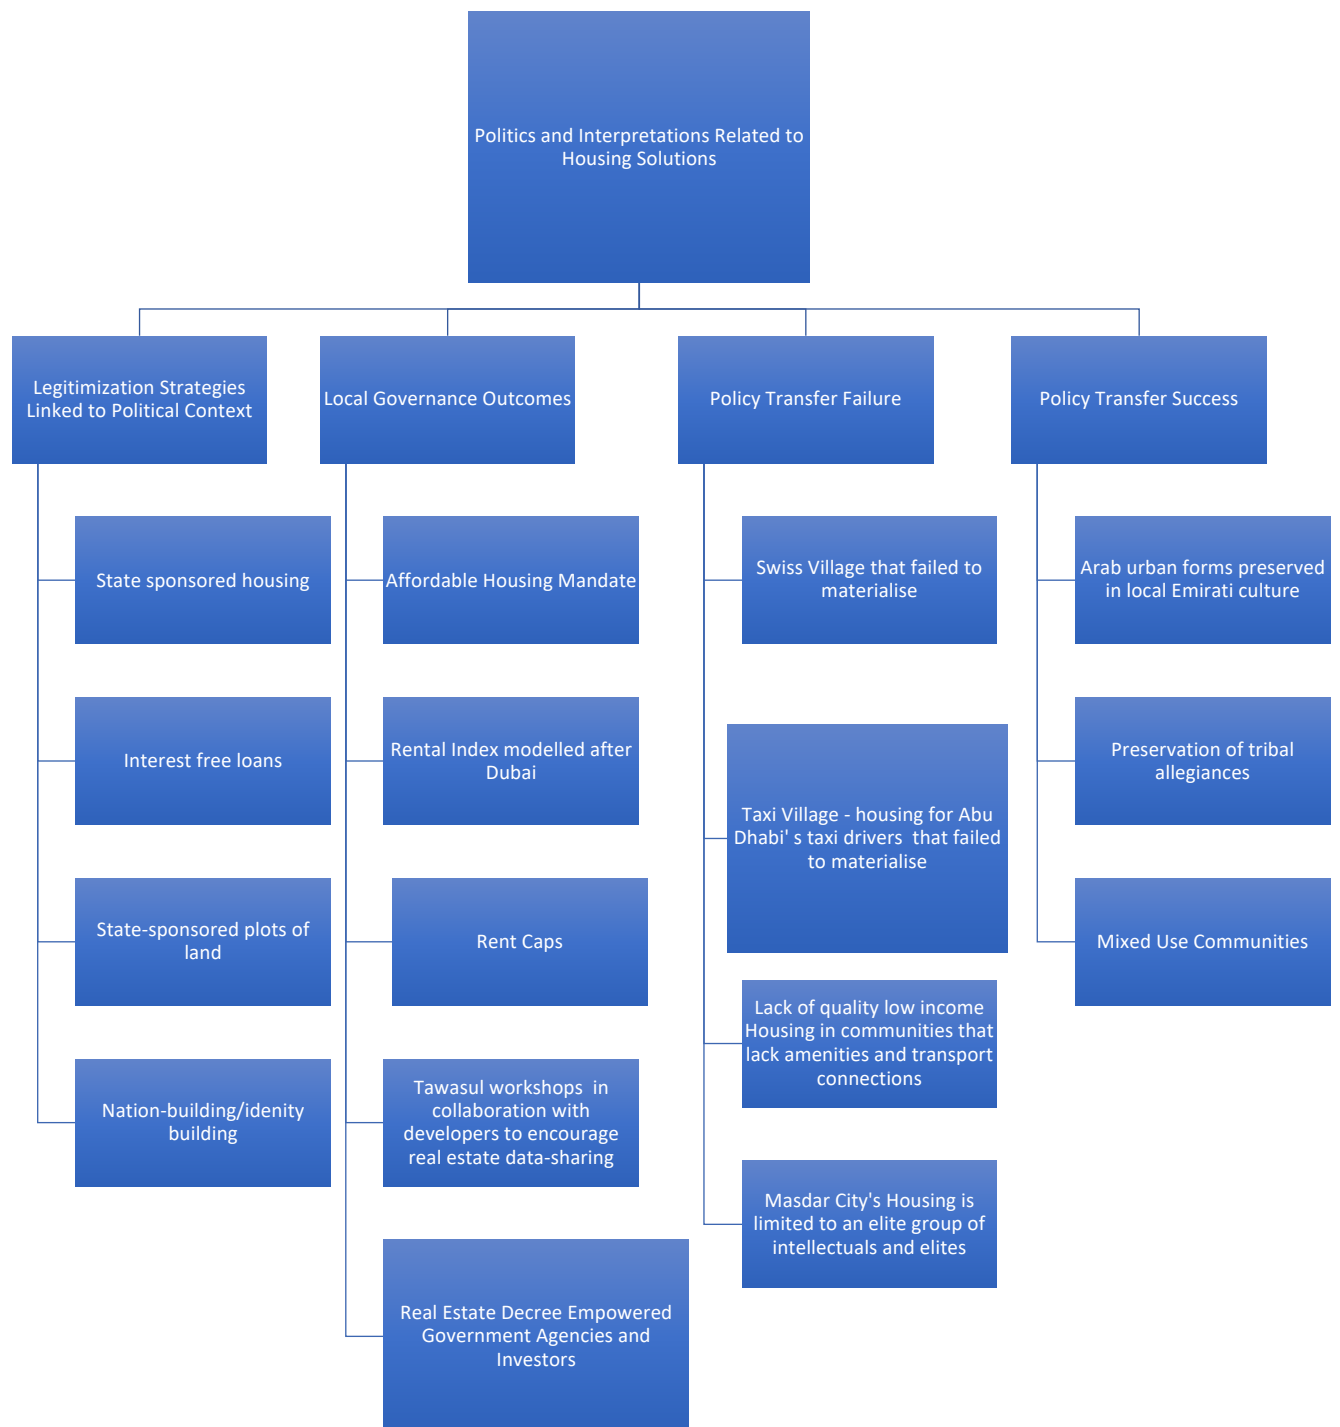 Politics and Interpretations Related to
Housing Solutions
Legitimization Strategies
Linked to Political Context
State sponsored housing
Interest free loans
State-sponsored plots of
land
Nation-building/idenity
building
Local Governance Outcomes
Affordable Housing Mandate
Rental Index modelled after
Dubai
Rent Caps
Tawasul workshops  in
collaboration with
developers to encourage
real estate data-sharing
Real Estate Decree Empowered
Government Agencies and
Investors
Policy Transfer Failure
Swiss Village that failed to
materialise
Taxi Village - housing for Abu
Dhabi' s taxi drivers  that failed
to materialise
Lack of quality low income
Housing in communities that
lack amenities and transport
connections
Masdar City's Housing is
limited to an elite group of
intellectuals and elites
Policy Transfer Success
Arab urban forms preserved
in local Emirati culture
Preservation of tribal
allegiances
Mixed Use Communities